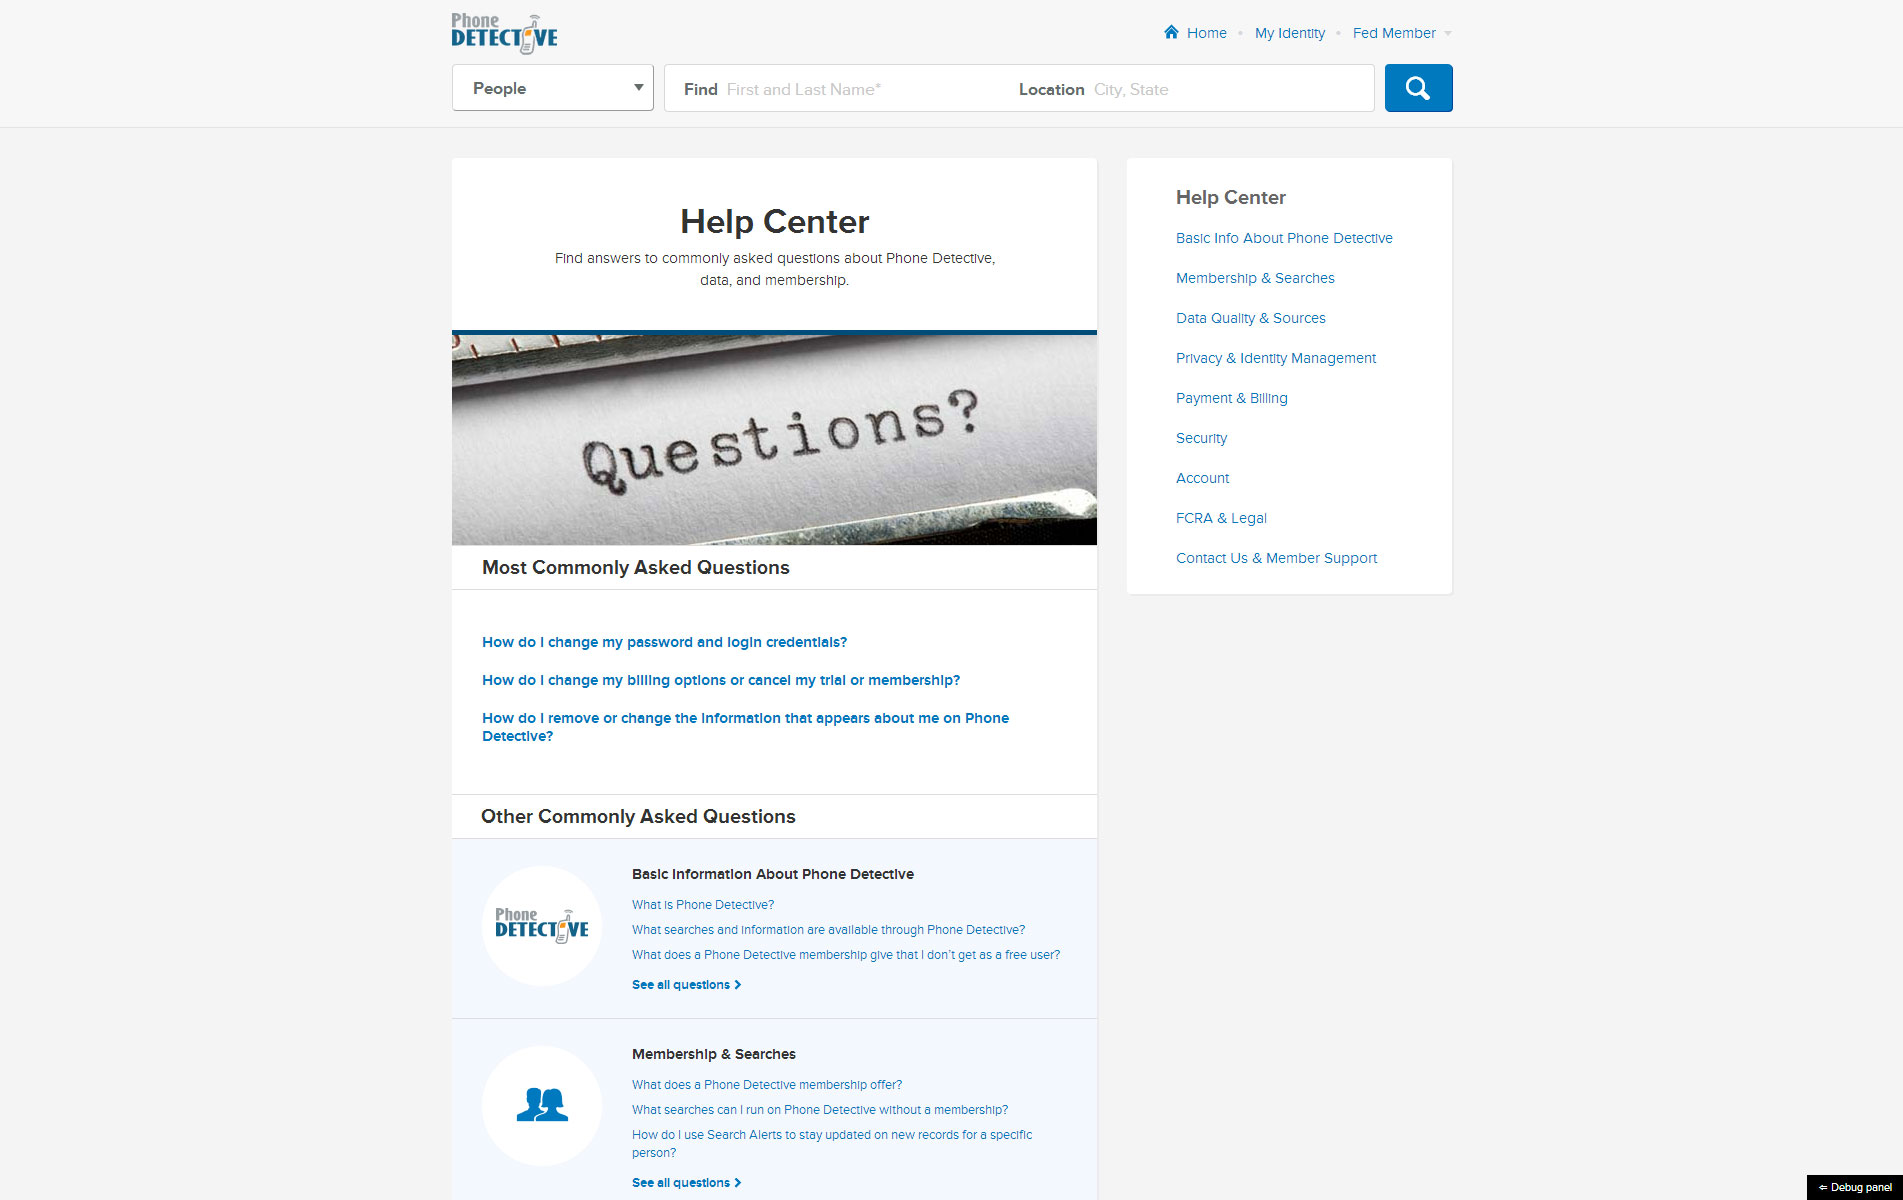 Phone
DETECTIVE
Home
My Identity
Fed Member
People
Find First and Last Name*
Location City, State
Help Center
Find answers to commonly asked questions about Phone Detective,
data, and membership.
Questions?
Most Commonly Asked Questions
How do I change my password and login credentials?
How do I change my billing options or cancel my trial or membership?
How do I remove or change the information that appears about me on Phone
Detective?
Other Commonly Asked Questions
Phone
DETECTIVE
Basic Information About Phone Detective
What is Phone Detective?
What searches and information are available through Phone Detective?
What does a Phone Detective membership give that I don't get as a free user?
See all questions
Membership & Searches
What does a Phone Detective membership offer?
What searches can I run on Phone Detective without a membership?
How do I use Search Alerts to stay updated on new records for a specific
person?
See all questions
Help Center
Basic Info About Phone Detective
Membership & Searches
Data Quality & Sources
Privacy & Identity Management
Payment & Billing
Security
Account
FCRA & Legal
Contact Us & Member Support
⇐ Debug panel